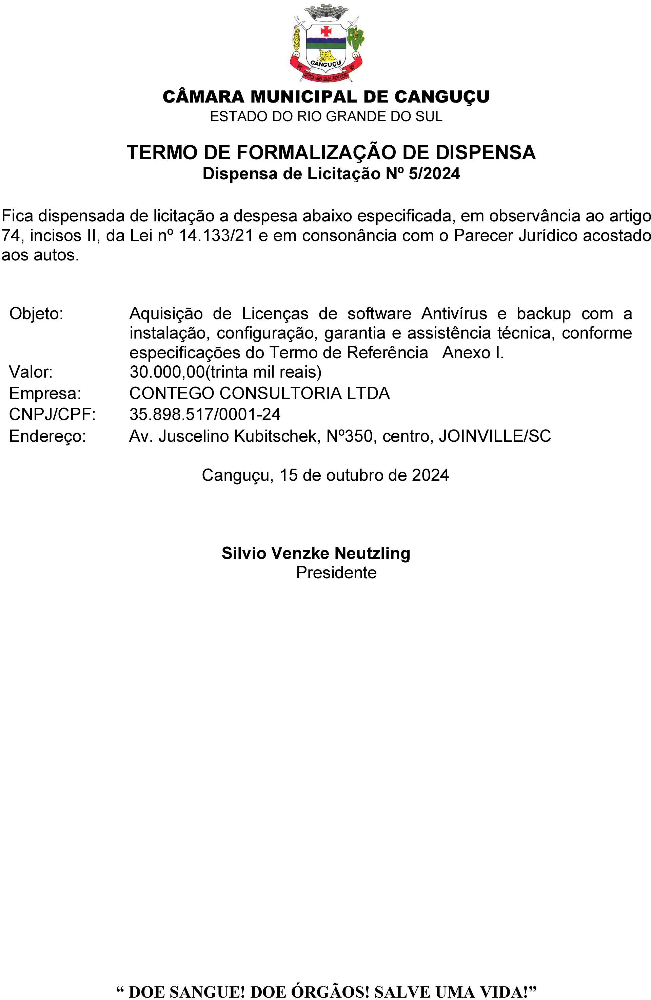 CANGUÇU
1812
JUSTIÇA - IGUALDADE - PERFEIÇÃO
1857
CÂMARA MUNICIPAL DE CANGUÇU
ESTADO DO RIO GRANDE DO SUL
TERMO DE FORMALIZAÇÃO DE DISPENSA
Dispensa de Licitação Nº 5/2024
Fica dispensada de licitação a despesa abaixo especificada, em observância ao artigo
74, incisos II, da Lei nº 14.133/21 e em consonância com o Parecer Jurídico acostado
aos autos.
Objeto: Aquisição de Licenças de software Antivírus e backup com a
instalação, configuração, garantia e assistência técnica, conforme
especificações do Termo de Referência Anexo I.
Valor: 30.000,00(trinta mil reais)
Empresa: CONTEGO CONSULTORIA LTDA
CNPJ/CPF: 35.898.517/0001-24
Endereço: Av. Juscelino Kubitschek, Nº350, centro, JOINVILLE/SC
Canguçu, 15 de outubro de 2024
Silvio Venzke Neutzling
Presidente
“ DOE SANGUE! DOE ÓRGÃOS! SALVE UMA VIDA!”